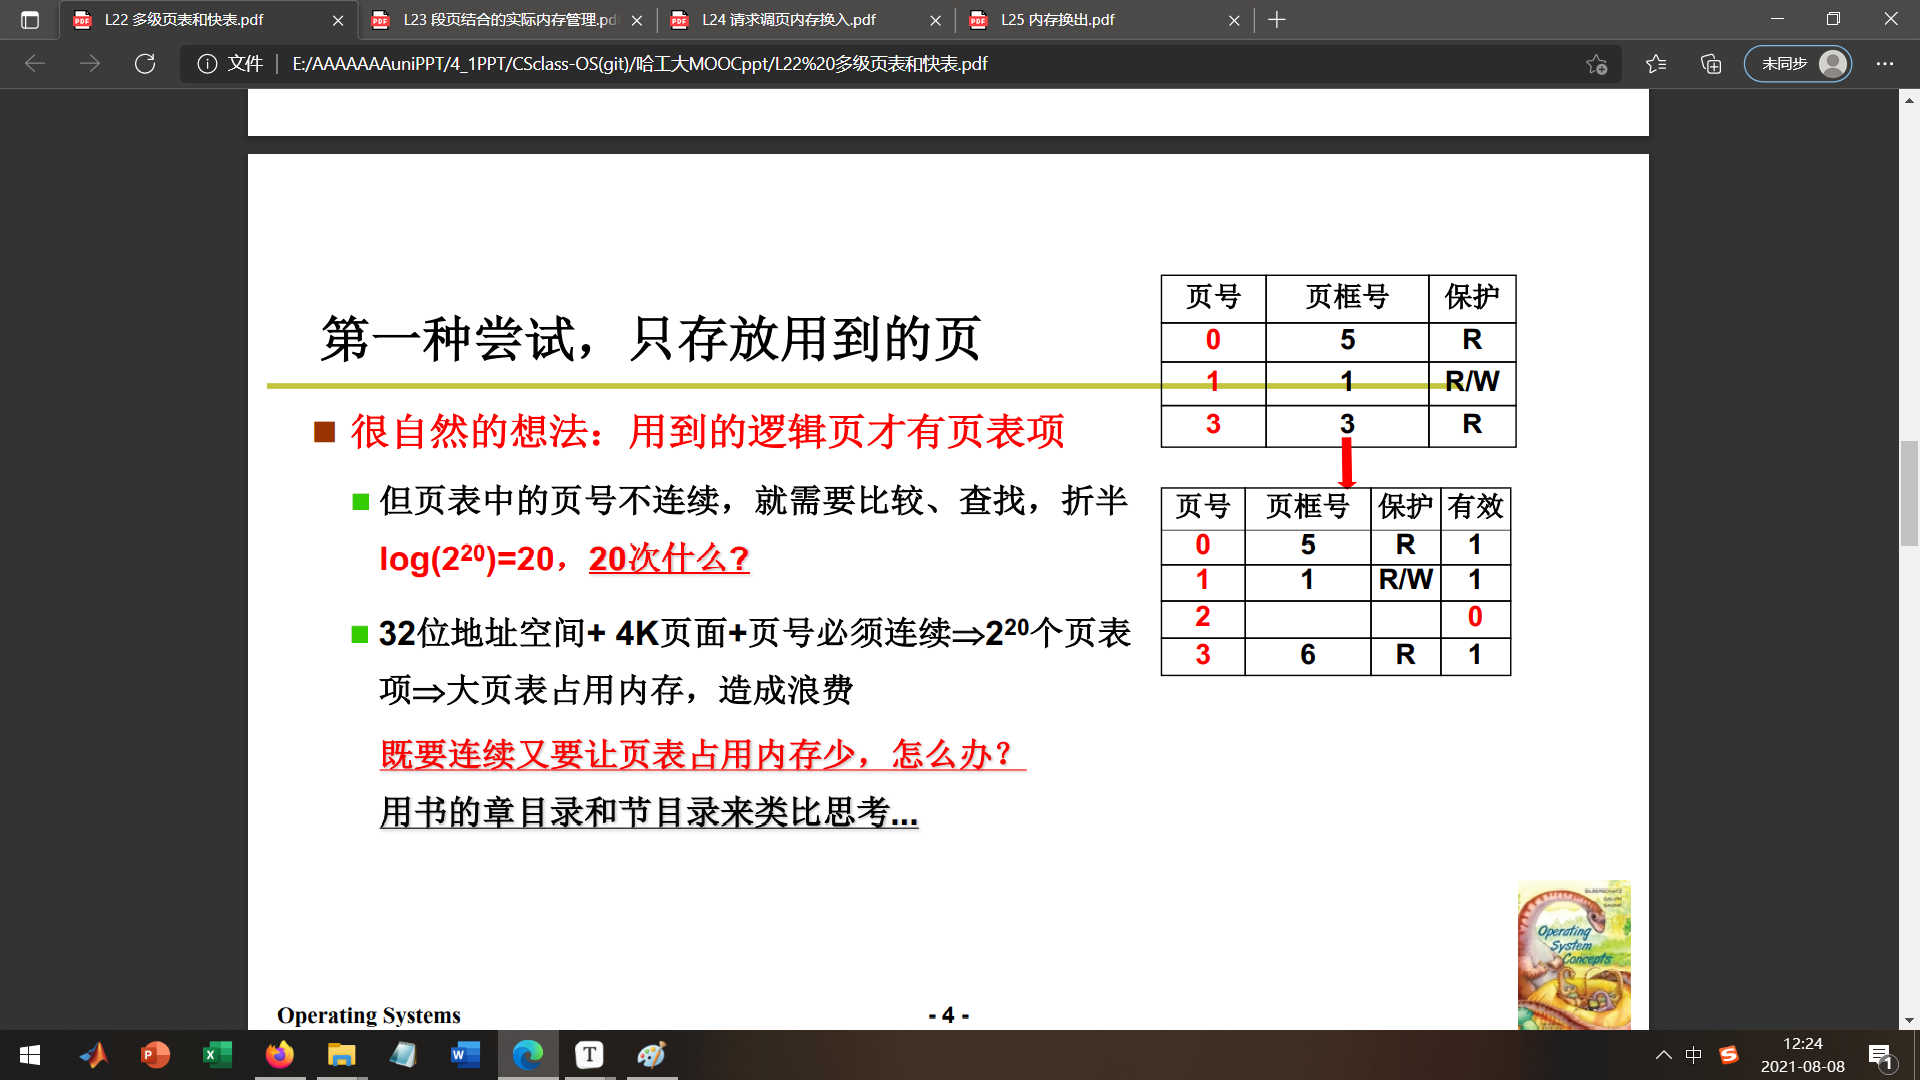 L22 多级页表和快表.pdf
L23 段页结合的实际内存管理.pdf
L24 请求调页内存换入.pdf
L25 内存换出.pdf
文件
E:/AAAAAAAuniPPT/4_1PPT/CSclass-OS(git)/哈工大MOOCppt/L22%20多级页表和快表.pdf
未同步
第一种尝试，只存放用到的页
很自然的想法：用到的逻辑页才有页表项
但页表中的页号不连续，就需要比较、查找，折半
log(2²⁰)=20，20次什么?
32位地址空间+ 4K页面+页号必须连续⇒2²⁰个页表
项⇒大页表占用内存，造成浪费
既要连续又要让页表占用内存少，怎么办?
用书的章目录和节目录来类比思考...
页号 页框号 保护
0 5 R
1 1 R/W
3 3 R
页号 页框号 保护 有效
0 5 R 1
1 1 R/W 1
2 0
3 6 R 1
SILBERSCHATZ
GALVIN
GAGNE
Operating
System
Concepts
Operating Systems
- 4 -
中
12:24
2021-08-08
1